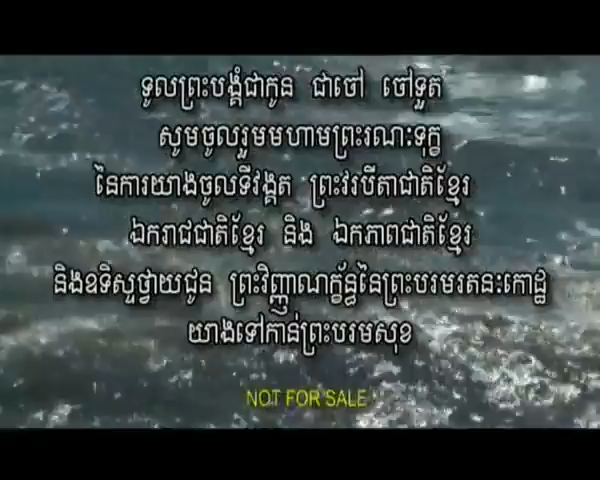 ទូលព្រះបង្គំជាកូន ជាចៅ ចៅទួត
សូមចូលរួមមហាមព្រះរណៈទុក្ខ
នៃការយាងចូលទីវង្គត ព្រះវរបីតាជាតិខ្មែរ
ឯករាជជាតិខ្មែរ និង ឯកភាពជាតិខ្មែរ
និងឧទិស្ទថ្វាយជូន ព្រះវិញ្ញាណក្ខ័ន្ធនៃព្រះបរមរតនៈកោដ្ឋ
យាងទៅកាន់ព្រះបរមសុខ
NOT FOR SALE